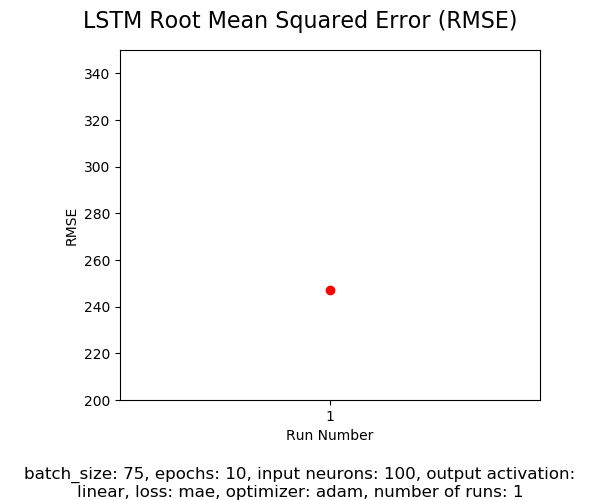 LSTM Root Mean Squared Error (RMSE)
340
320
300
280
260
240
220
200
RMSE
1
Run Number
batch_size: 75, epochs: 10, input neurons: 100, output activation:
linear, loss: mae, optimizer: adam, number of runs: 1